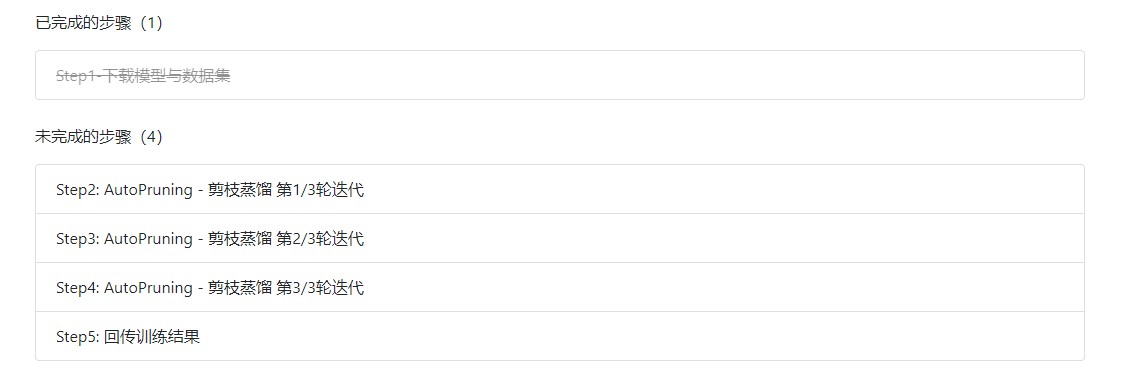 已完成的步骤（1）
Step1-下载模型与数据集
未完成的步骤（4）
Step2: AutoPruning - 剪枝蒸馏 第1/3轮迭代
Step3: AutoPruning - 剪枝蒸馏 第2/3轮迭代
Step4: AutoPruning - 剪枝蒸馏 第3/3轮迭代
Step5: 回传训练结果